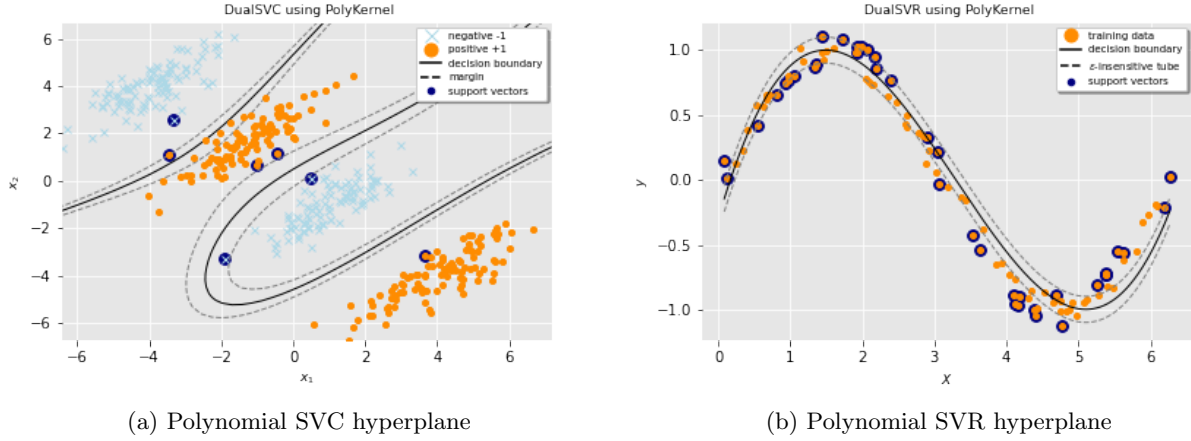 DualSVC using PolyKernel
negative -1
positive +1
decision boundary
margin
support vectors
6
4
2
0
−2
−4
−6
x₂
−6
−4
−2
0
2
4
6
x₁
(a) Polynomial SVC hyperplane
DualSVR using PolyKernel
training data
decision boundary
ε-insensitive tube
support vectors
1.0
0.5
0.0
−0.5
−1.0
y
0
1
2
3
4
5
6
X
(b) Polynomial SVR hyperplane